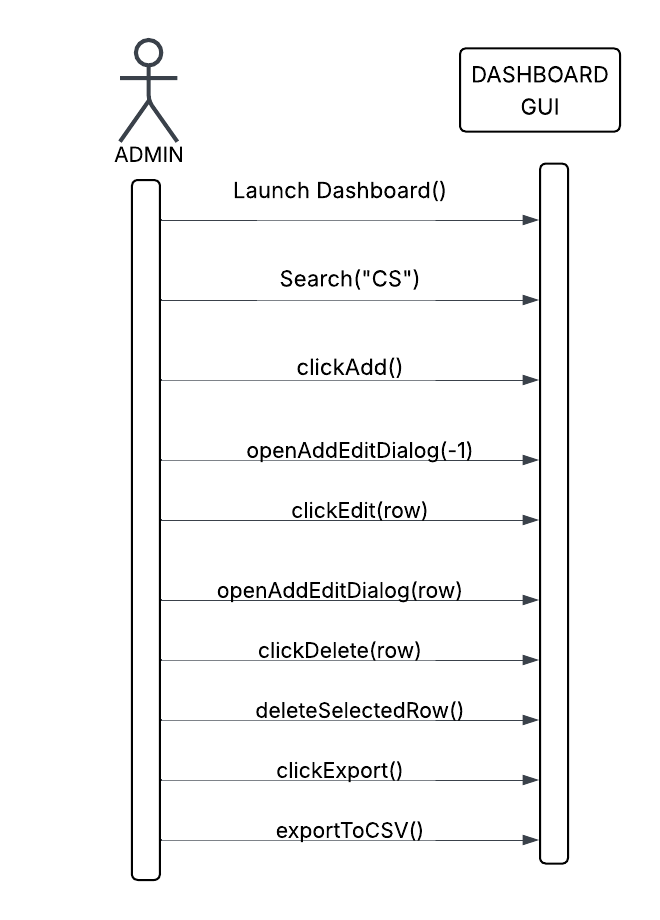 DASHBOARD
GUI
ADMIN
Launch Dashboard()
Search("CS")
clickAdd()
openAddEditDialog(-1)
clickEdit(row)
openAddEditDialog(row)
clickDelete(row)
deleteSelectedRow()
clickExport()
exportToCSV()